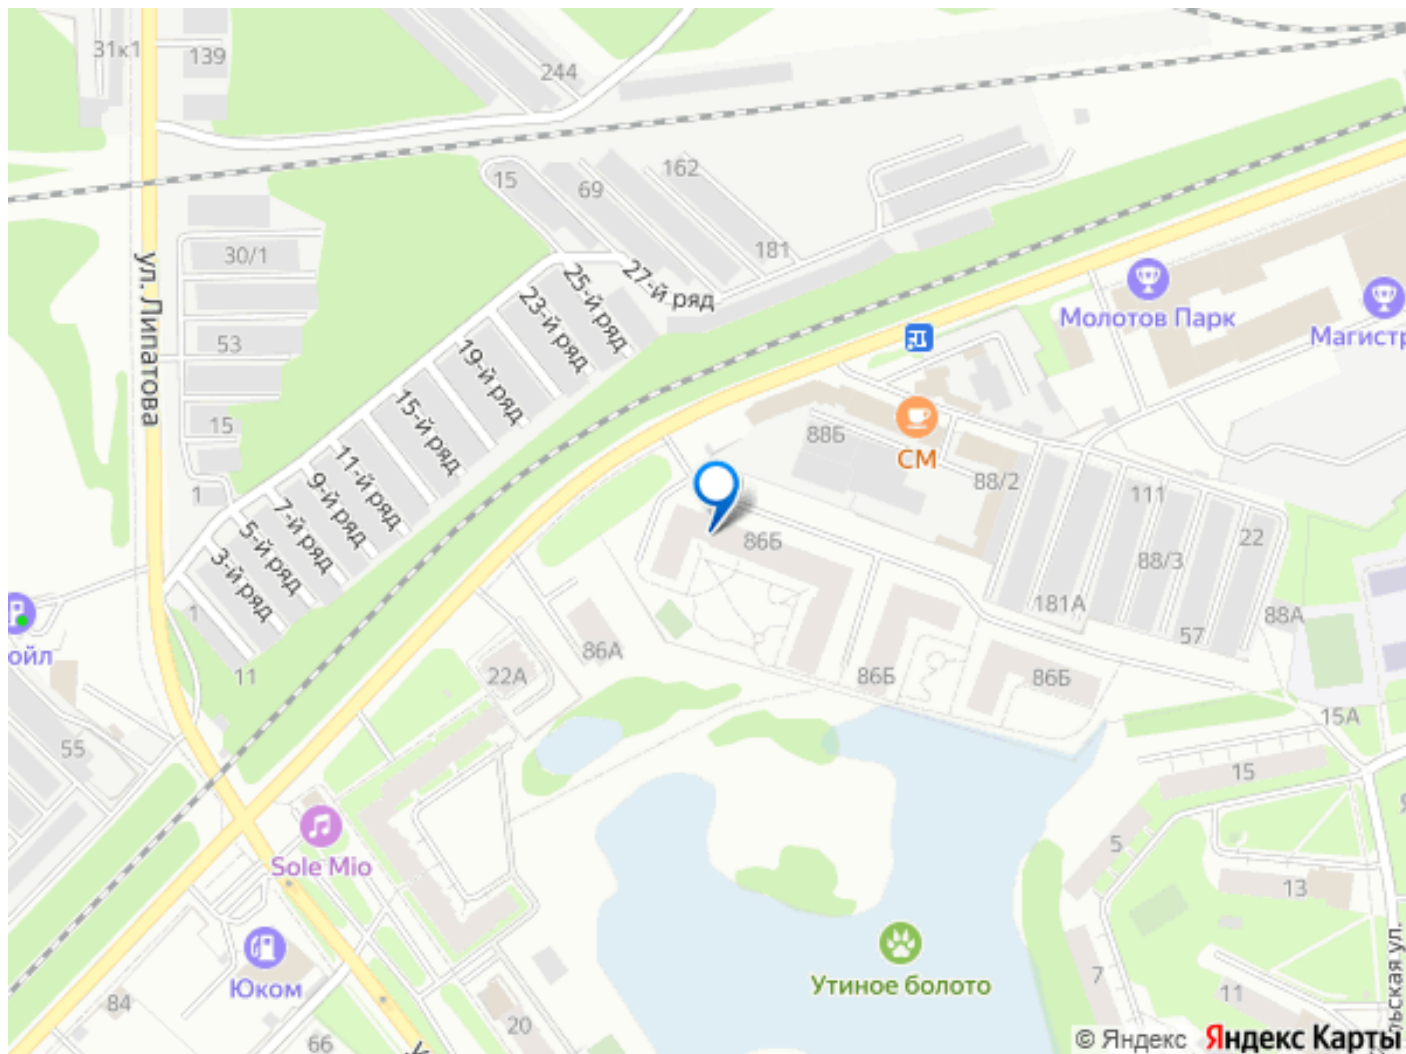 31к1
139
244
15
69
162
181
30/1
ул. Липатова
53
15
1
27-й ряд
25-й ряд
23-й ряд
19-й ряд
15-й ряд
11-й ряд
9-й ряд
7-й ряд
5-й ряд
3-й ряд
1
11
Молотов Парк
Магистр
88Б
СМ
88/2
111
22
88/3
181А
57
88А
86Б
86А
22А
86Б
86Б
15А
ойл
55
15
5
13
Sole Mio
Юком
84
66
20
Утиное болото
7
11
льская ул.
© Яндекс
Яндекс Карты